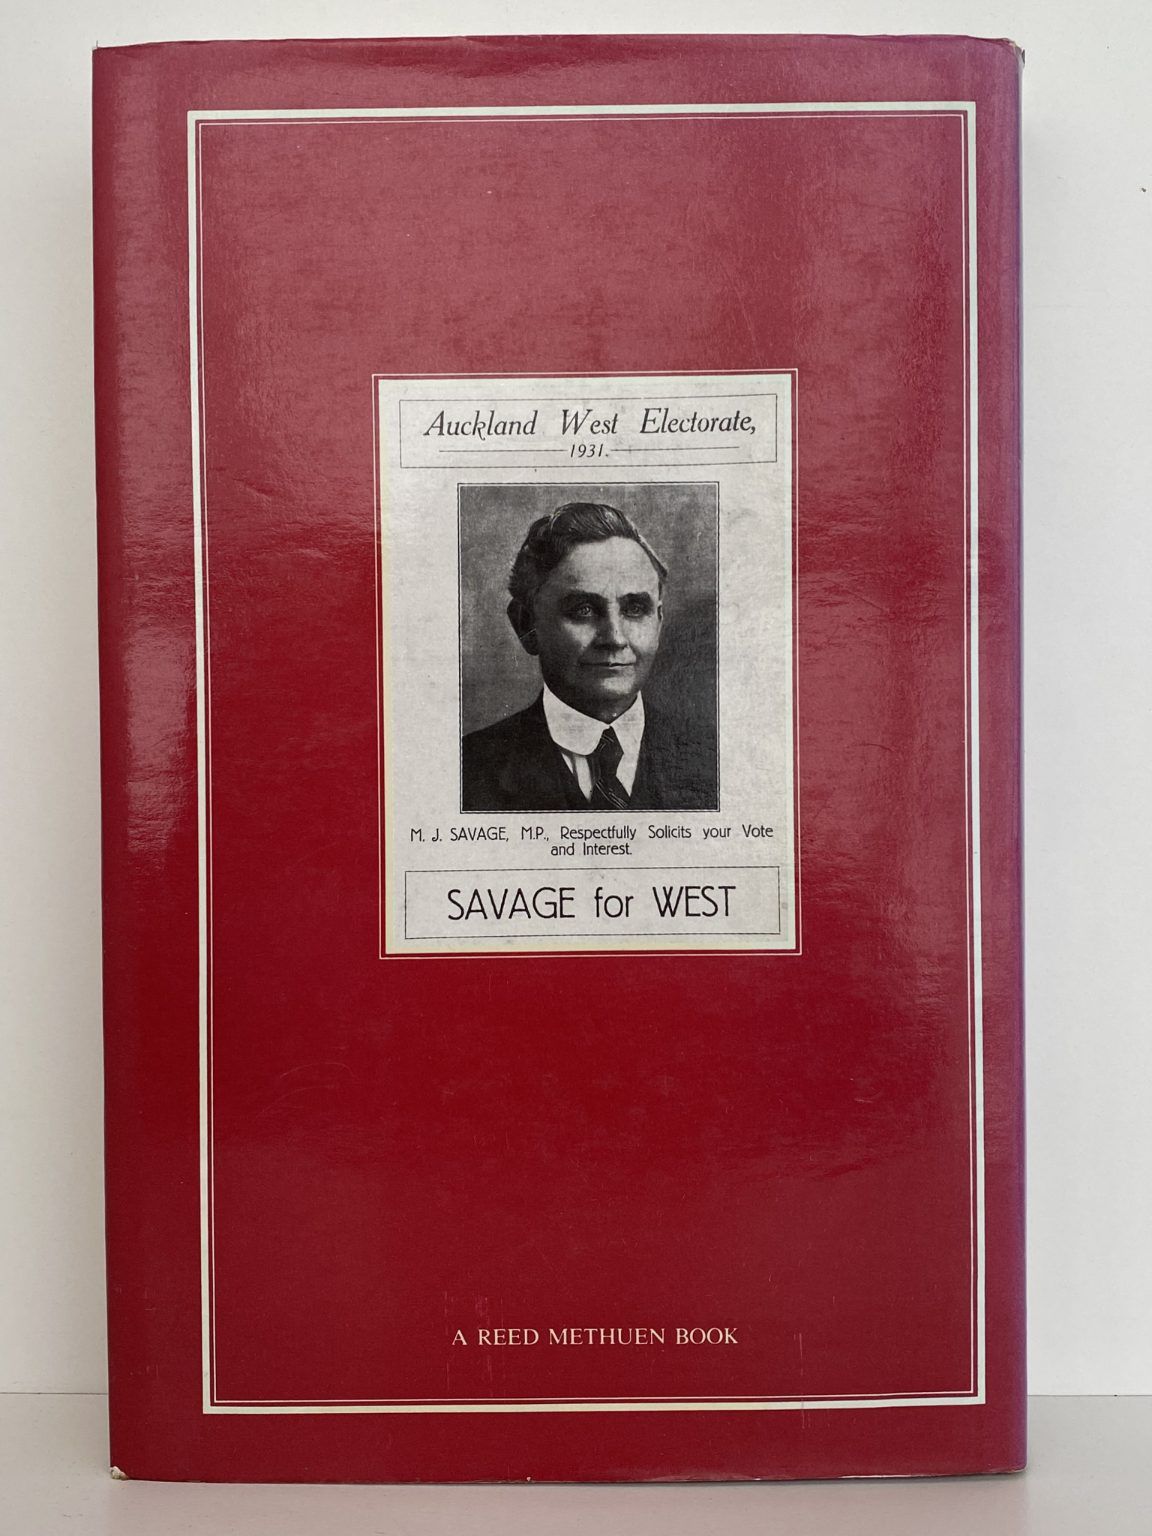 Auckland West Electorate,
1931.
M. J. SAVAGE, M.P., Respectfully Solicits your Vote
and Interest.
SAVAGE for WEST
A REED METHUEN BOOK